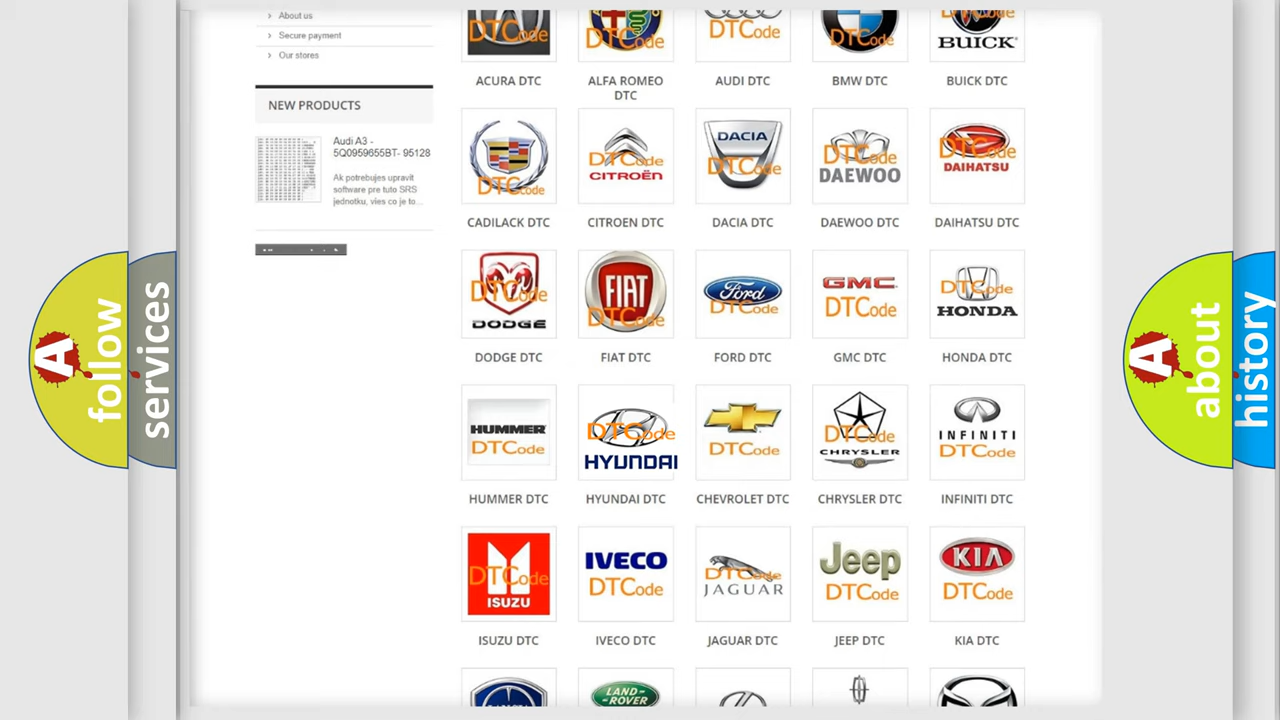 About us
Secure payment
Our stores
NEW PRODUCTS
Audi A3 -
5Q0959655BT- 95128
Ak potrebujes upravit
software pre tuto SRS
jednotku, vies co je to...
A
follow
services
A
about
history
DTCode
DTCode
DTCode
DTCode
BUICK
ACURA DTC
ALFA ROMEO
DTC
AUDI DTC
BMW DTC
BUICK DTC
DTCode
DTCode
CITROËN
DACIA
DTCode
DTCode
DAEWOO
DTCode
DAIHATSU
CADILACK DTC
CITROEN DTC
DACIA DTC
DAEWOO DTC
DAIHATSU DTC
DTCode
DODGE
FIAT
DTCode
Ford
DTCode
GMC
DTCode
DTCode
HONDA
DODGE DTC
FIAT DTC
FORD DTC
GMC DTC
HONDA DTC
HUMMER
DTCode
DTCode
HYUNDAI
DTCode
DTCode
CHRYSLER
INFINITI
DTCode
HUMMER DTC
HYUNDAI DTC
CHEVROLET DTC
CHRYSLER DTC
INFINITI DTC
DTCode
ISUZU
IVECO
DTCode
DTCode
JAGUAR
Jeep
DTCode
KIA
DTCode
ISUZU DTC
IVECO DTC
JAGUAR DTC
JEEP DTC
KIA DTC
LAND-
ROVER